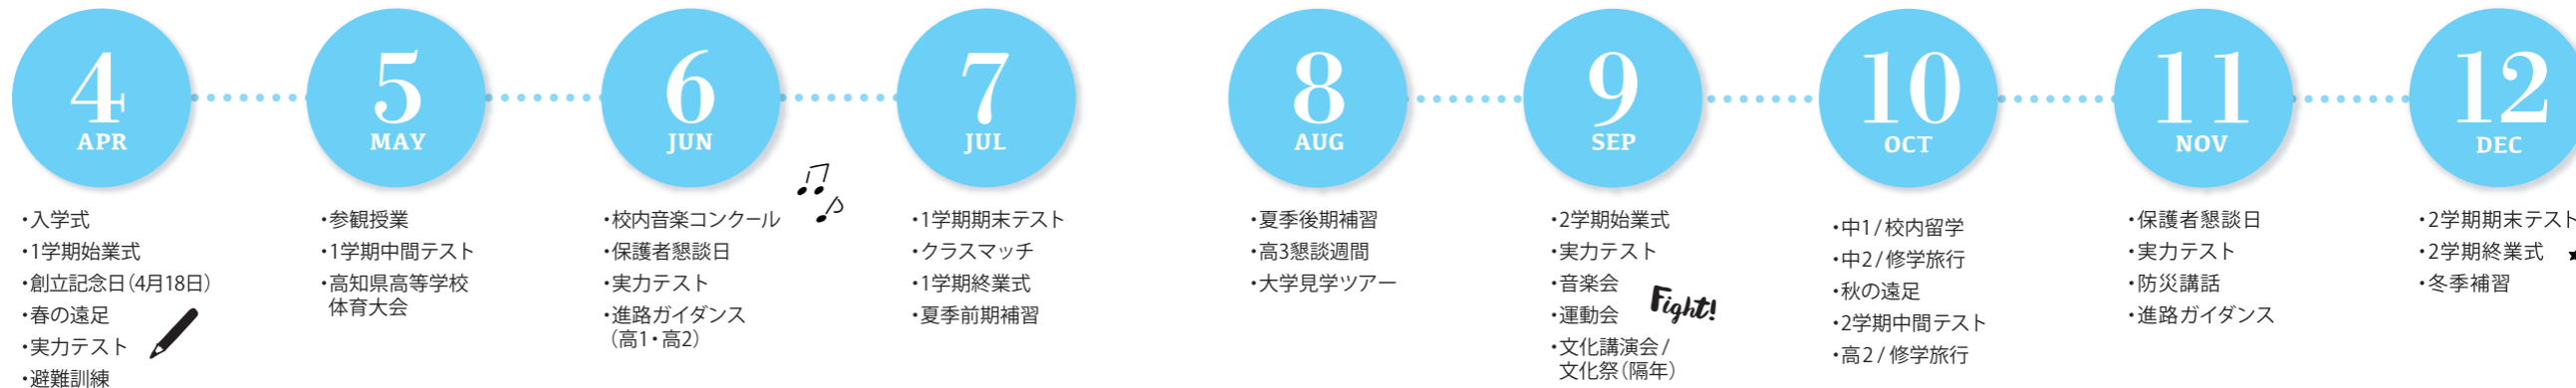 4
APR
・入学式
・1学期始業式
・創立記念日（4月18日）
・春の遠足
・実力テスト
・避難訓練
5
MAY
・参観授業
・1学期中間テスト
・高知県高等学校
体育大会
6
JUN
・校内音楽コンクール
・保護者懇談日
・実力テスト
・進路ガイダンス
（高1・高2）
7
JUL
・1学期期末テスト
・クラスマッチ
・1学期終業式
・夏季前期補習
8
AUG
・夏季後期補習
・高3懇談週間
・大学見学ツアー
9
SEP
・2学期始業式
・実力テスト
・音楽会
・運動会
Fight!
・文化講演会/
文化祭（隔年）
10
OCT
・中1/校内留学
・中2/修学旅行
・秋の遠足
・2学期中間テスト
・高2/修学旅行
11
NOV
・保護者懇談日
・実力テスト
・防災講話
・進路ガイダンス
12
DEC
・2学期期末テスト
・2学期終業式
・冬季補習